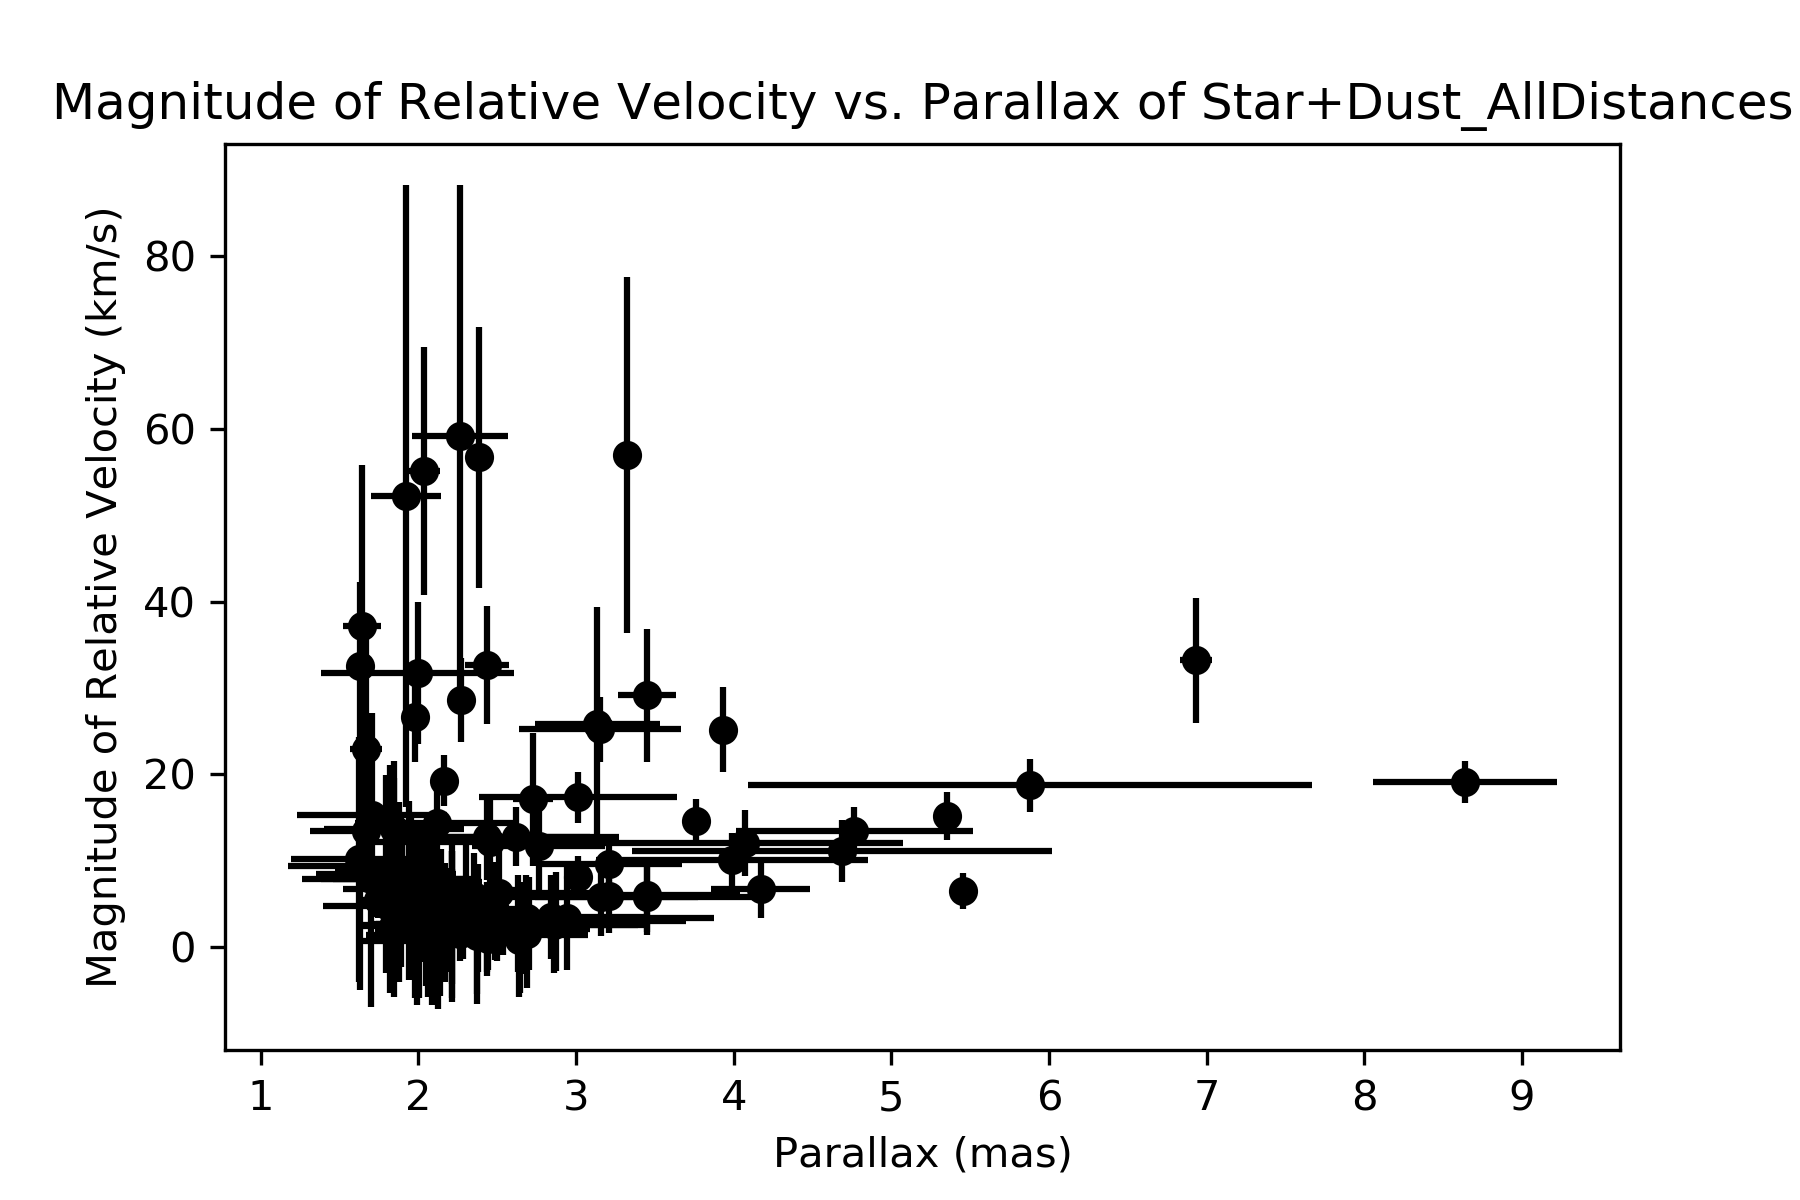 Magnitude of Relative Velocity vs. Parallax of Star+Dust_AllDistances
Magnitude of Relative Velocity (km/s)
80
60
40
20
0
1 2 3 4 5 6 7 8 9
Parallax (mas)